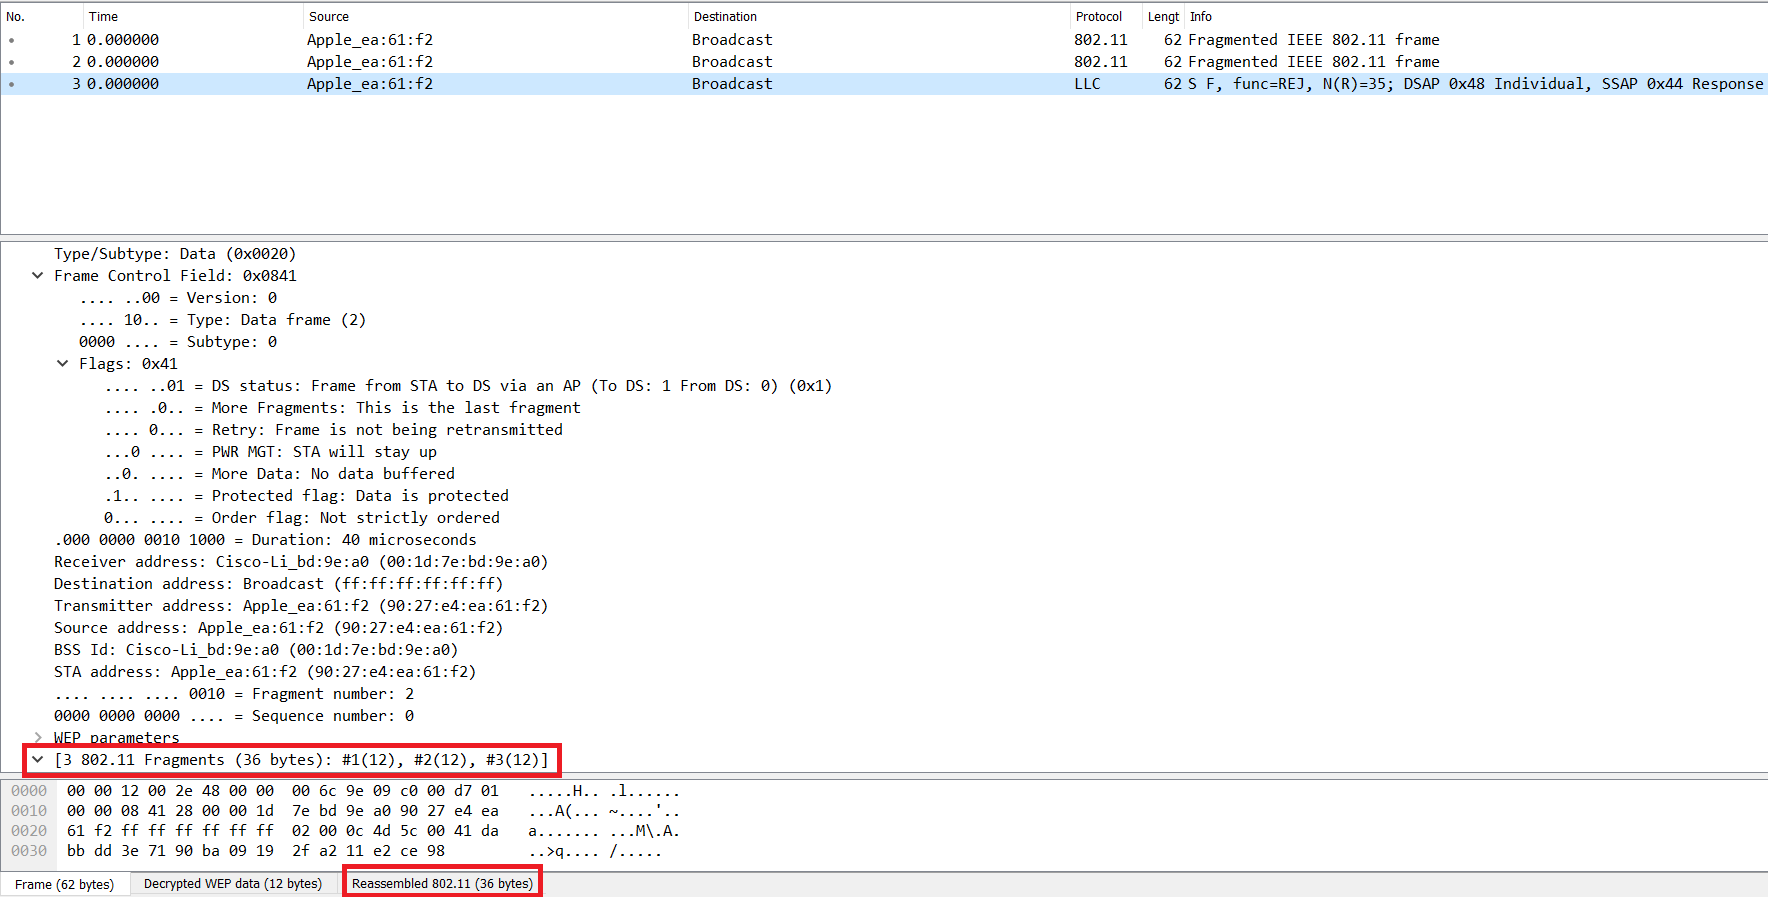 No. Time Source Destination Protocol Lengt Info
1 0.000000 Apple_ea:61:f2 Broadcast 802.11 62 Fragmented IEEE 802.11 frame
2 0.000000 Apple_ea:61:f2 Broadcast 802.11 62 Fragmented IEEE 802.11 frame
3 0.000000 Apple_ea:61:f2 Broadcast LLC 62 S F, func=REJ, N(R)=35; DSAP 0x48 Individual, SSAP 0x44 Response
Type/Subtype: Data (0x0020)
Frame Control Field: 0x0841
.... ..00 = Version: 0
.... 10.. = Type: Data frame (2)
0000 .... = Subtype: 0
Flags: 0x41
.... ..01 = DS status: Frame from STA to DS via an AP (To DS: 1 From DS: 0) (0x1)
.... .0.. = More Fragments: This is the last fragment
.... 0... = Retry: Frame is not being retransmitted
...0 .... = PWR MGT: STA will stay up
..0. .... = More Data: No data buffered
.1.. .... = Protected flag: Data is protected
0... .... = Order flag: Not strictly ordered
.000 0000 0010 1000 = Duration: 40 microseconds
Receiver address: Cisco-Li_bd:9e:a0 (00:1d:7e:bd:9e:a0)
Destination address: Broadcast (ff:ff:ff:ff:ff:ff)
Transmitter address: Apple_ea:61:f2 (90:27:e4:ea:61:f2)
Source address: Apple_ea:61:f2 (90:27:e4:ea:61:f2)
BSS Id: Cisco-Li_bd:9e:a0 (00:1d:7e:bd:9e:a0)
STA address: Apple_ea:61:f2 (90:27:e4:ea:61:f2)
.... .... .... 0010 = Fragment number: 2
0000 0000 0000 .... = Sequence number: 0
WEP parameters
[3 802.11 Fragments (36 bytes): #1(12), #2(12), #3(12)]
0000 00 00 12 00 2e 48 00 00 00 6c 9e 09 c0 00 d7 01 .....H.. .l......
0010 00 00 08 41 28 00 00 1d 7e bd 9e a0 90 27 e4 ea ...A(... ~....'..
0020 61 f2 ff ff ff ff ff ff 02 00 0c 4d 5c 00 41 da a....... ...M\.A.
0030 bb dd 3e 71 90 ba 09 19 2f a2 11 e2 ce 98 ..>q.... /.....
Frame (62 bytes) Decrypted WEP data (12 bytes) Reassembled 802.11 (36 bytes)